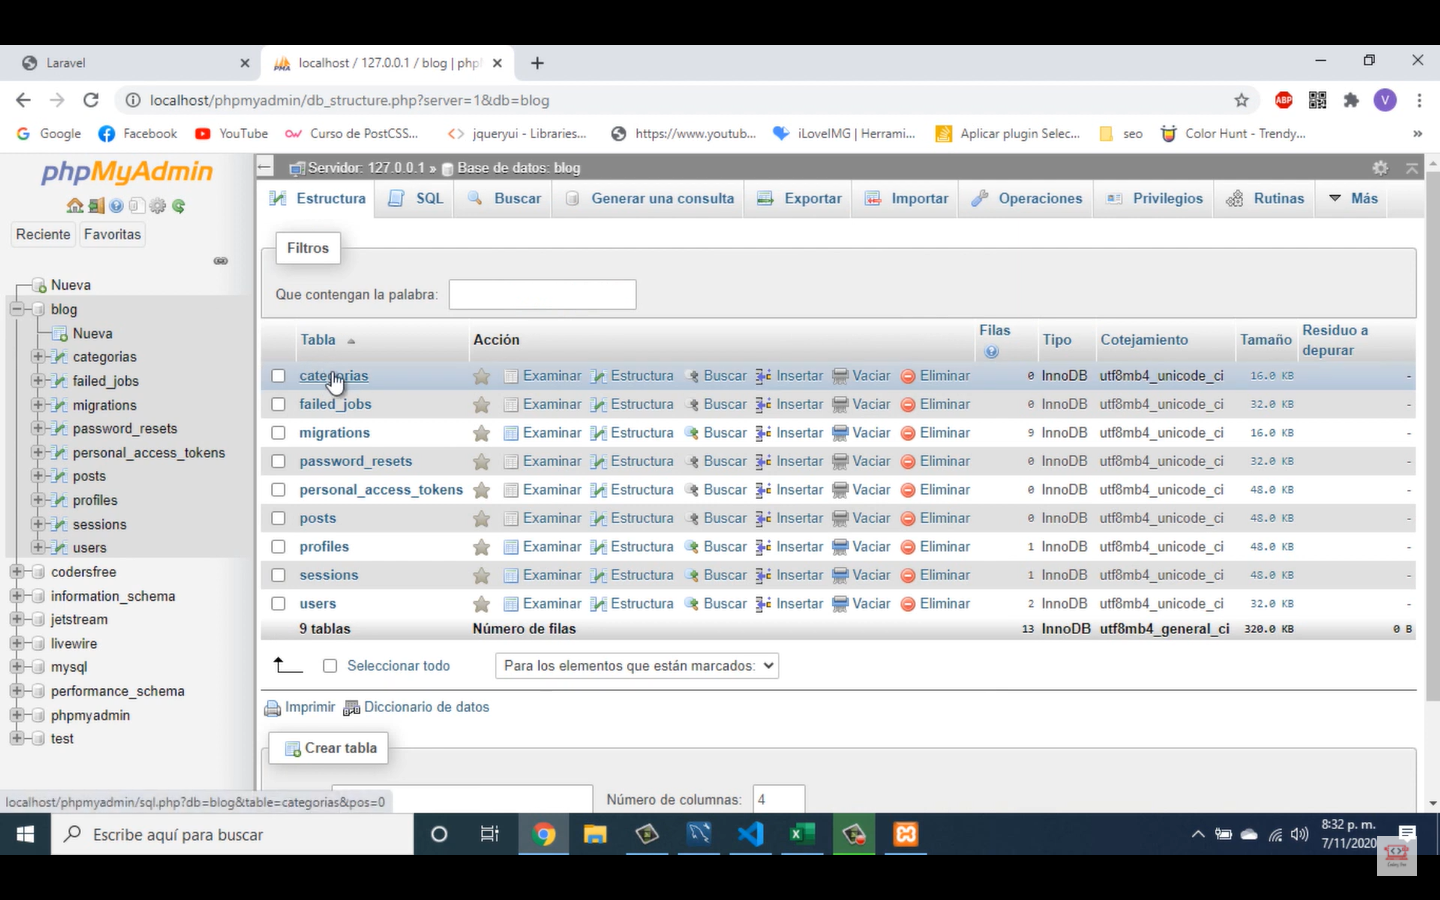 Laravel
localhost / 127.0.0.1 / blog | php
localhost/phpmyadmin/db_structure.php?server=1&db=blog
ABP
V
Google
Facebook
YouTube
Curso de PostCSS...
jqueryui - Libraries...
https://www.youtub...
iLoveIMG | Herrami...
Aplicar plugin Selec...
seo
Color Hunt - Trendy...
»
phpMyAdmin
Reciente
Favoritas
Nueva
blog
Nueva
categorias
failed_jobs
migrations
password_resets
personal_access_tokens
posts
profiles
sessions
users
codersfree
information_schema
jetstream
livewire
mysql
performance_schema
phpmyadmin
test
Servidor: 127.0.0.1 » Base de datos: blog
Estructura
SQL
Buscar
Generar una consulta
Exportar
Importar
Operaciones
Privilegios
Rutinas
Más
Filtros
Que contengan la palabra:
Tabla Acción Filas Tipo Cotejamiento Tamaño Residuo a depurar
categorias Examinar Estructura Buscar Insertar Vaciar Eliminar 0 InnoDB utf8mb4_unicode_ci 16.0 KB -
failed_jobs Examinar Estructura Buscar Insertar Vaciar Eliminar 0 InnoDB utf8mb4_unicode_ci 32.0 KB -
migrations Examinar Estructura Buscar Insertar Vaciar Eliminar 9 InnoDB utf8mb4_unicode_ci 16.0 KB -
password_resets Examinar Estructura Buscar Insertar Vaciar Eliminar 0 InnoDB utf8mb4_unicode_ci 32.0 KB -
personal_access_tokens Examinar Estructura Buscar Insertar Vaciar Eliminar 0 InnoDB utf8mb4_unicode_ci 48.0 KB -
posts Examinar Estructura Buscar Insertar Vaciar Eliminar 0 InnoDB utf8mb4_unicode_ci 48.0 KB -
profiles Examinar Estructura Buscar Insertar Vaciar Eliminar 1 InnoDB utf8mb4_unicode_ci 48.0 KB -
sessions Examinar Estructura Buscar Insertar Vaciar Eliminar 1 InnoDB utf8mb4_unicode_ci 48.0 KB -
users Examinar Estructura Buscar Insertar Vaciar Eliminar 2 InnoDB utf8mb4_unicode_ci 32.0 KB -
9 tablas Número de filas 13 InnoDB utf8mb4_general_ci 320.0 KB 0 B
Seleccionar todo
Para los elementos que están marcados:
Imprimir
Diccionario de datos
Crear tabla
Número de columnas: 4
localhost/phpmyadmin/sql.php?db=blog&table=categorias&pos=0
Escribe aquí para buscar
8:32 p. m.
7/11/2020